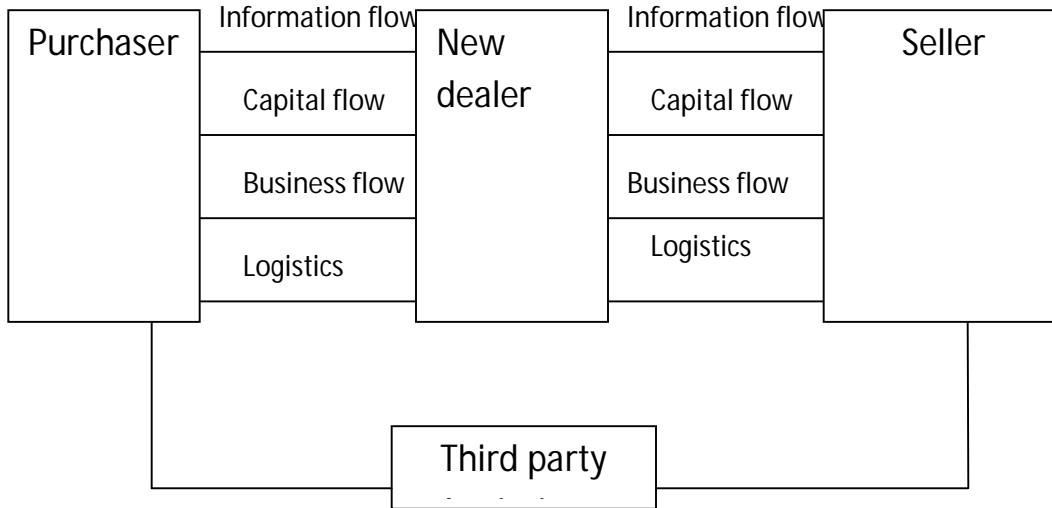 Information flow
Information flow
Purchaser
New
dealer
Seller
Capital flow
Capital flow
Business flow
Business flow
Logistics
Logistics
Third party